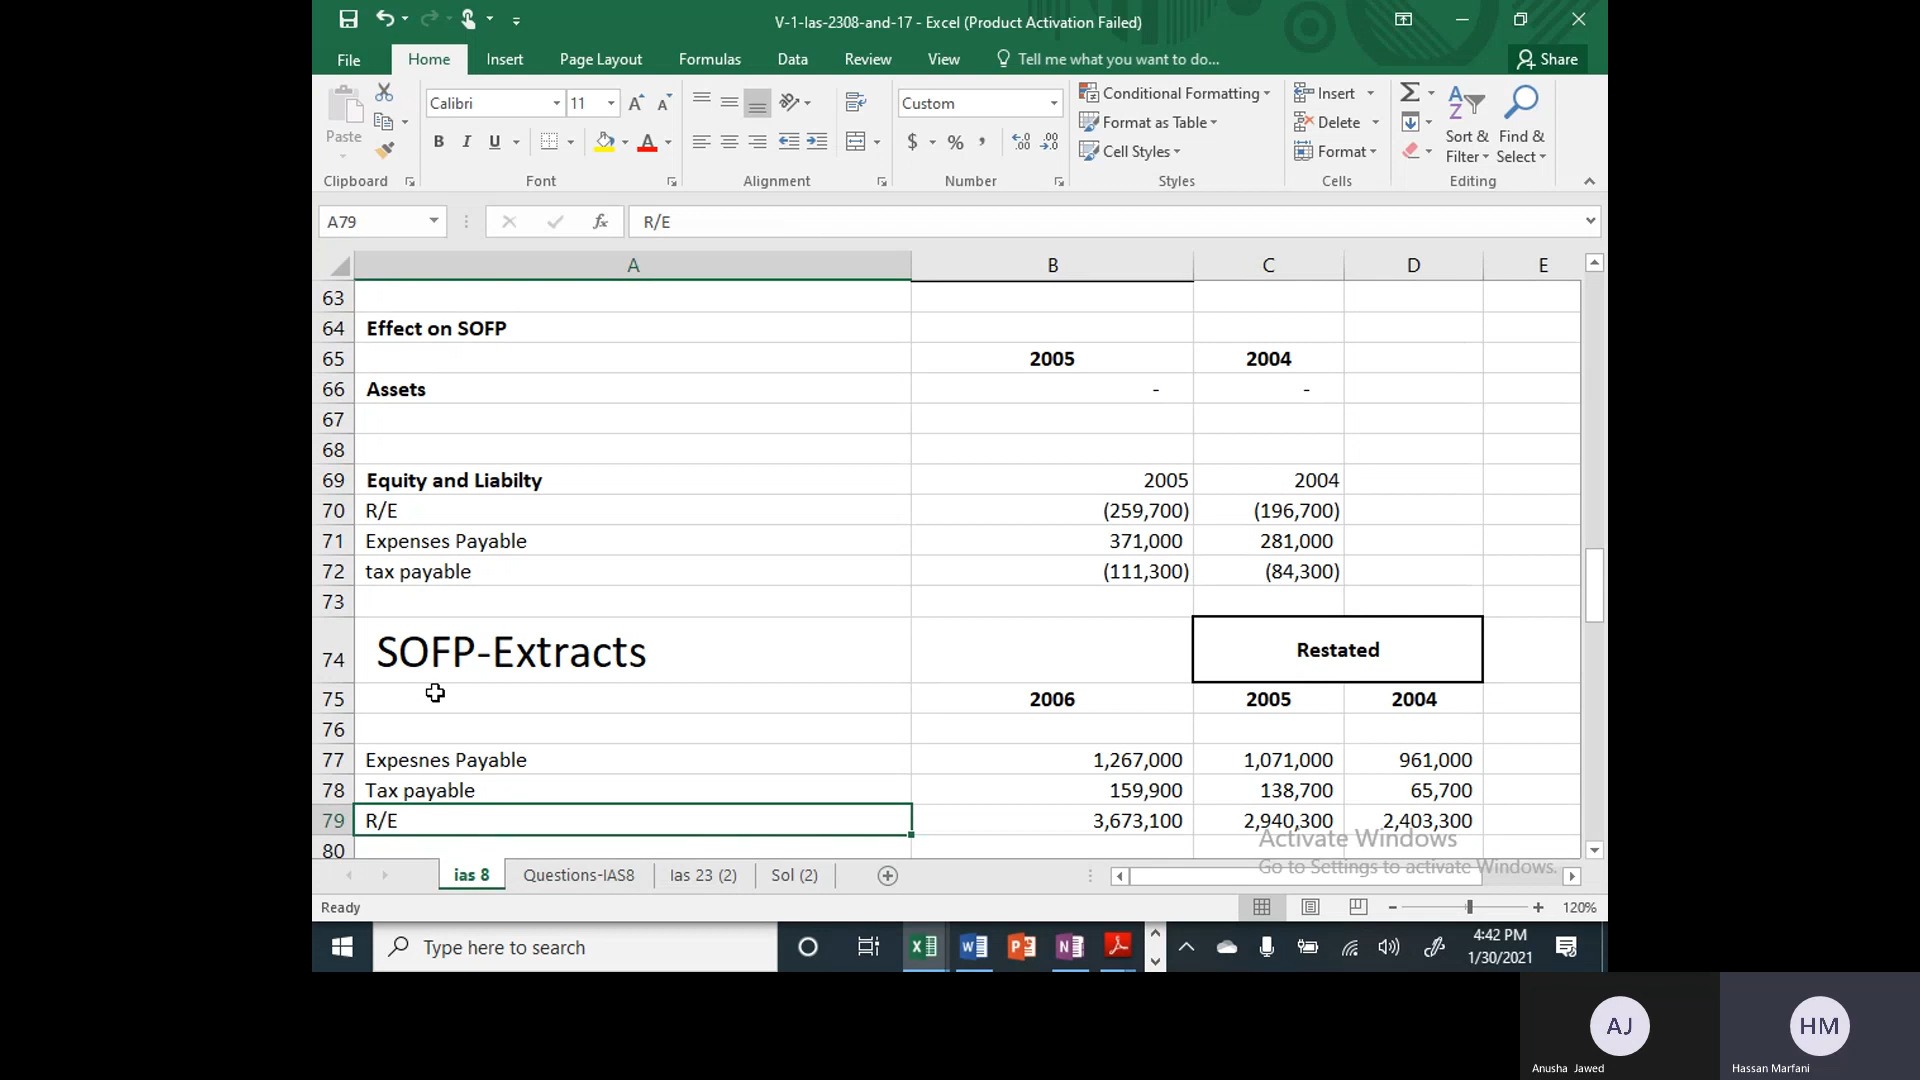 V-1-Ias-2308-and-17 - Excel (Product Activation Failed)
File Home Insert Page Layout Formulas Data Review View Tell me what you want to do... Share
Paste Calibri 11 Custom Conditional Formatting Insert
Format as Table Delete Sort & Find &
B I U $ % , Cell Styles Format Filter Select
Clipboard Font Alignment Number Styles Cells Editing
A79 fx R/E
A B C D E
63
64 Effect on SOFP
65 2005 2004
66 Assets - -
67
68
69 Equity and Liabilty 2005 2004
70 R/E (259,700) (196,700)
71 Expenses Payable 371,000 281,000
72 tax payable (111,300) (84,300)
73
74 SOFP-Extracts Restated
75 2006 2005 2004
76
77 Expesnes Payable 1,267,000 1,071,000 961,000
78 Tax payable 159,900 138,700 65,700
79 R/E 3,673,100 2,940,300 2,403,300
80
Activate Windows
Go to Settings to activate Windows.
ias 8 Questions-IAS8 Ias 23 (2) Sol (2)
Ready 120%
Type here to search 4:42 PM
1/30/2021
AJ HM
Anusha Jawed Hassan Marfani